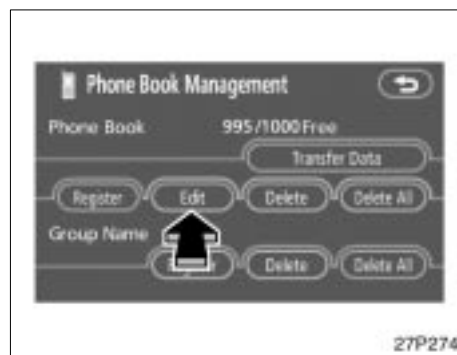 Phone Book Management
Phone Book 995/1000 Free
Transfer Data
Register Edit Delete Delete All
Group Name
Delete Delete All
27P274